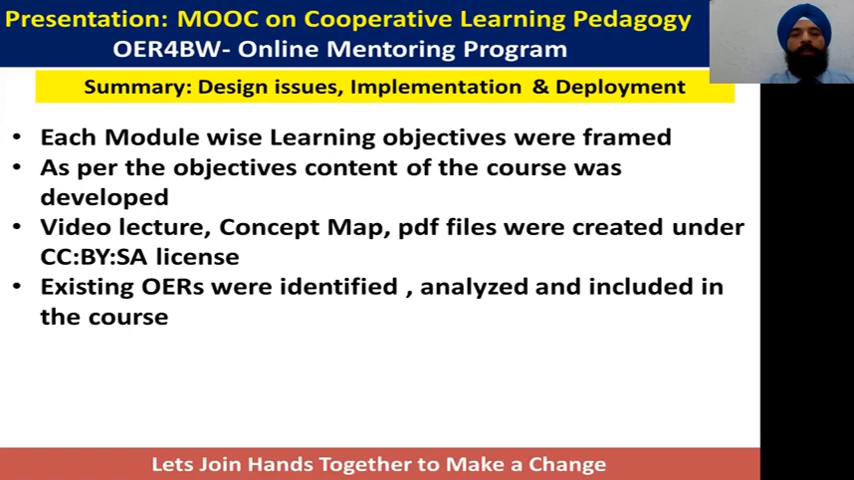 Presentation: MOOC on Cooperative Learning Pedagogy
OER4BW- Online Mentoring Program
Summary: Design issues, Implementation & Deployment
• Each Module wise Learning objectives were framed
• As per the objectives content of the course was
developed
• Video lecture, Concept Map, pdf files were created under
CC:BY:SA license
• Existing OERs were identified , analyzed and included in
the course
Lets Join Hands Together to Make a Change